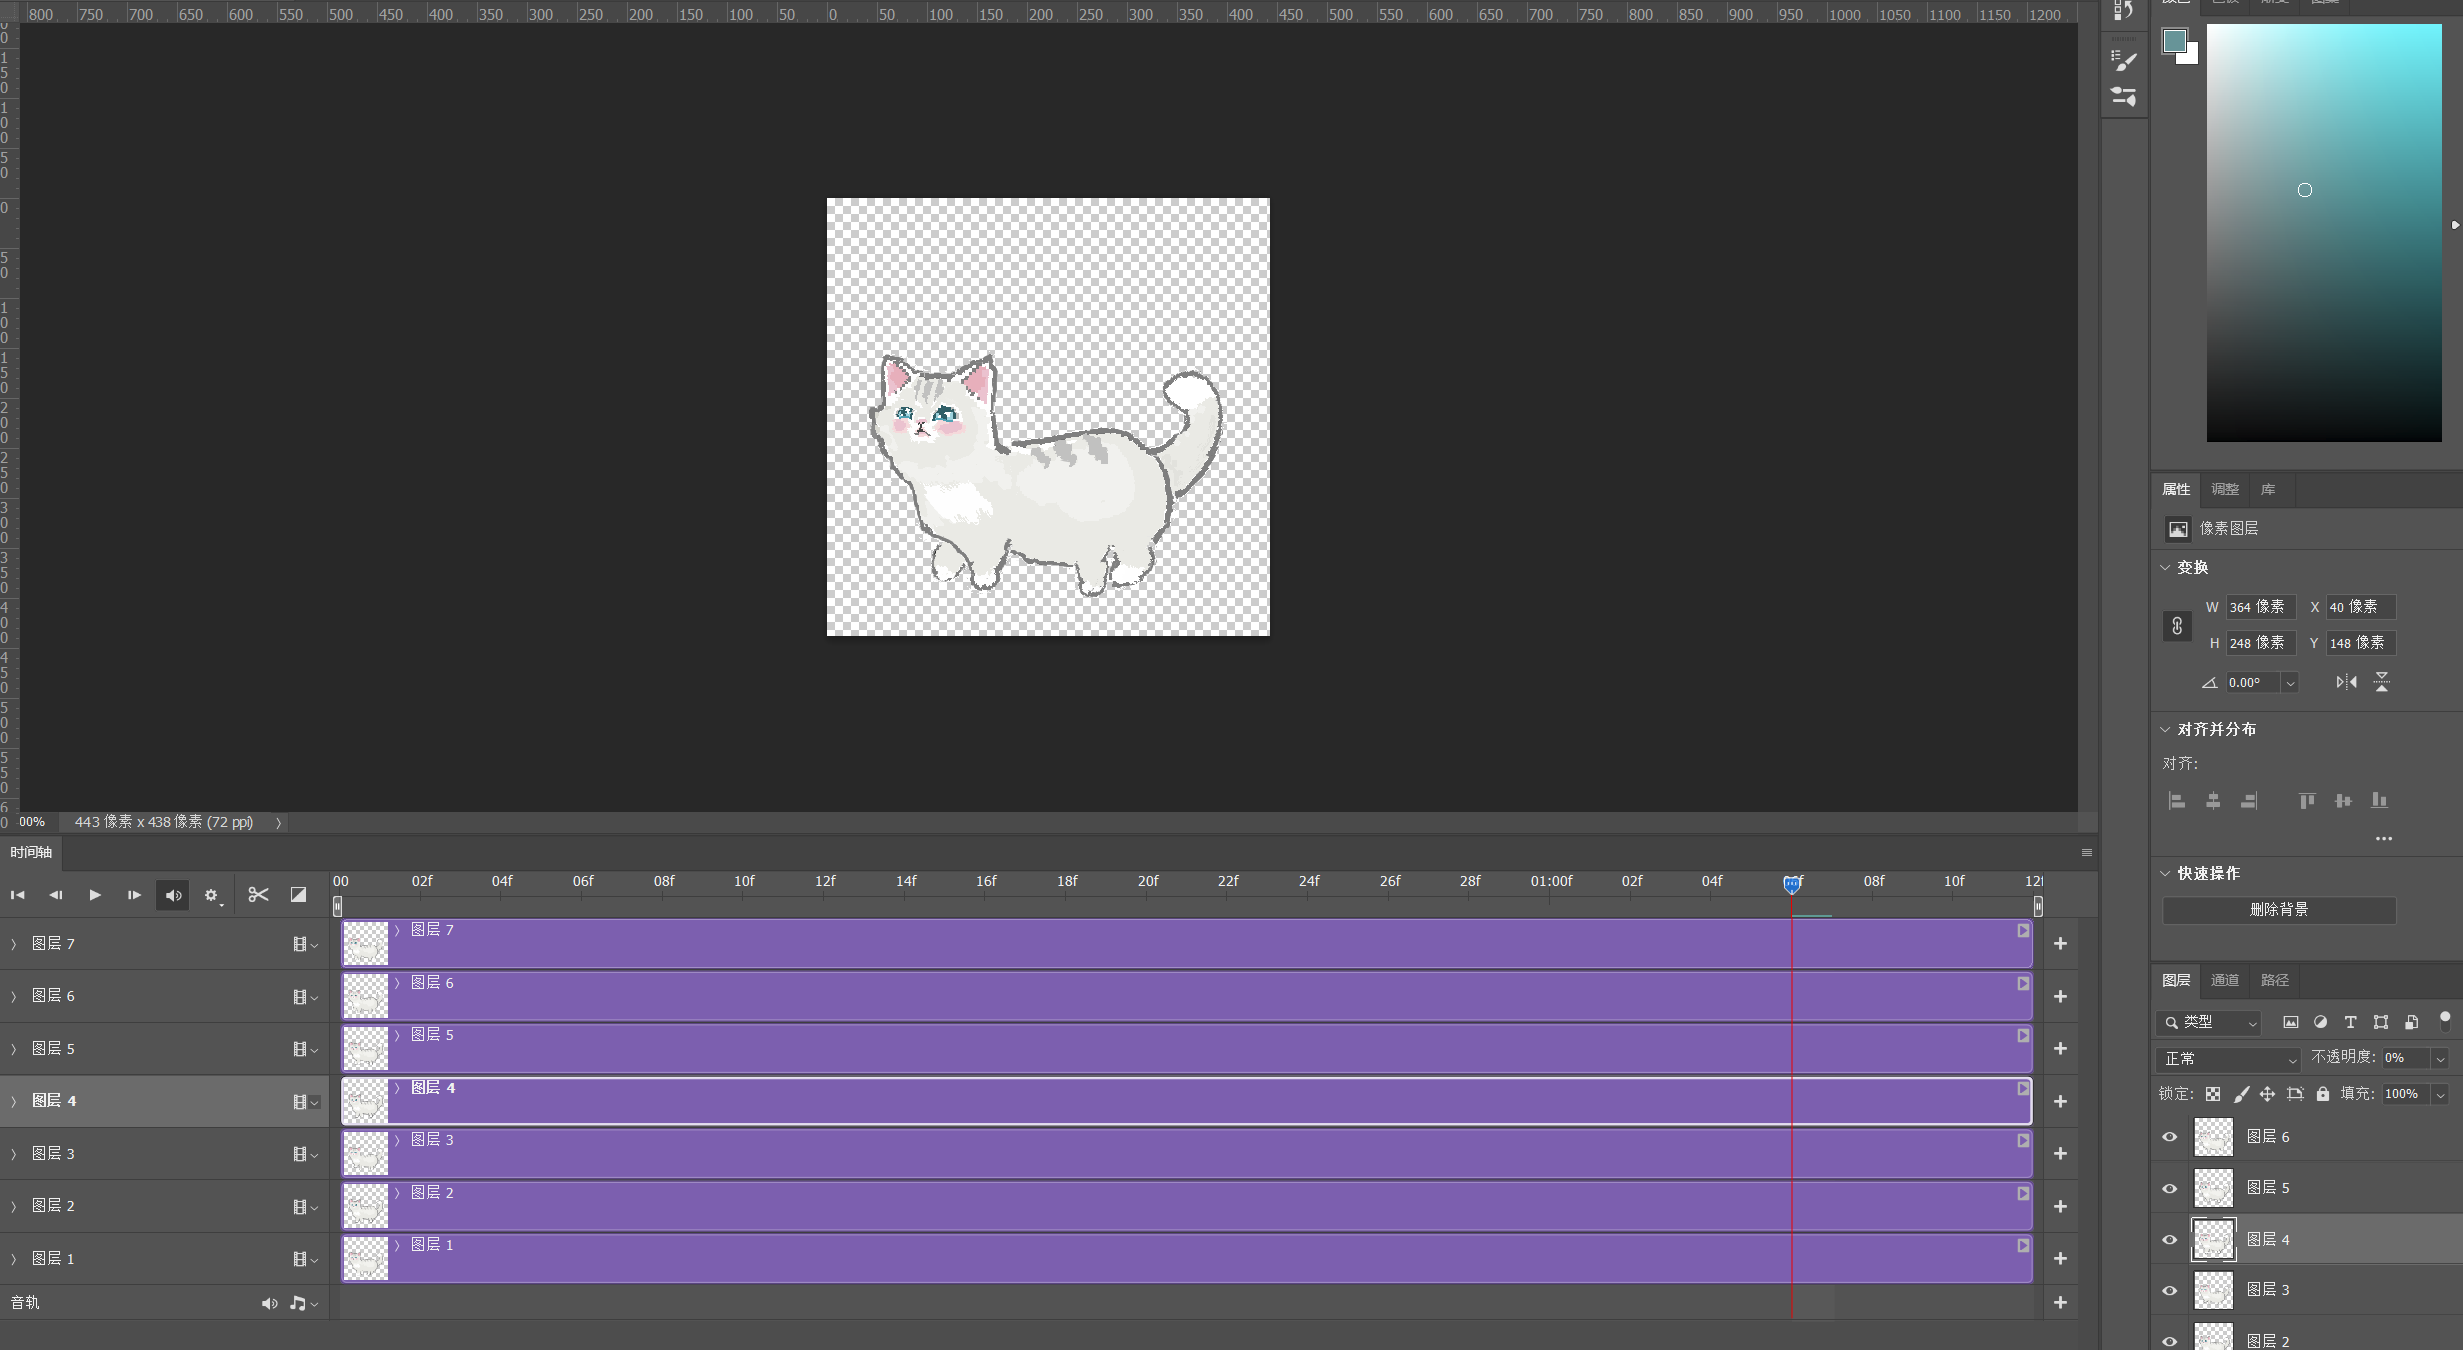 800 750 700 650 600 550 500 450 400 350 300 250 200 150 100 50 0 50 100 150 200 250 300 350 400 450 500 550 600 650 700 750 800 850 900 950 1000 1050 1100 1150 1200
00% 443 像素 x 438 像素 (72 ppi)
时间轴
00 02f 04f 06f 08f 10f 12f 14f 16f 18f 20f 22f 24f 26f 28f 01:00f 02f 04f 08f 10f
图层 7 图层 7
图层 6 图层 6
图层 5 图层 5
图层 4 图层 4
图层 3 图层 3
图层 2 图层 2
图层 1 图层 1
音轨
属性 调整 库
像素图层
变换
W 364 像素 X 40 像素
H 248 像素 Y 148 像素
0.00°
对齐并分布
对齐:
快速操作
删除背景
图层 通道 路径
类型
正常 不透明度: 0%
锁定: 填充: 100%
图层 6
图层 5
图层 4
图层 3
图层 2